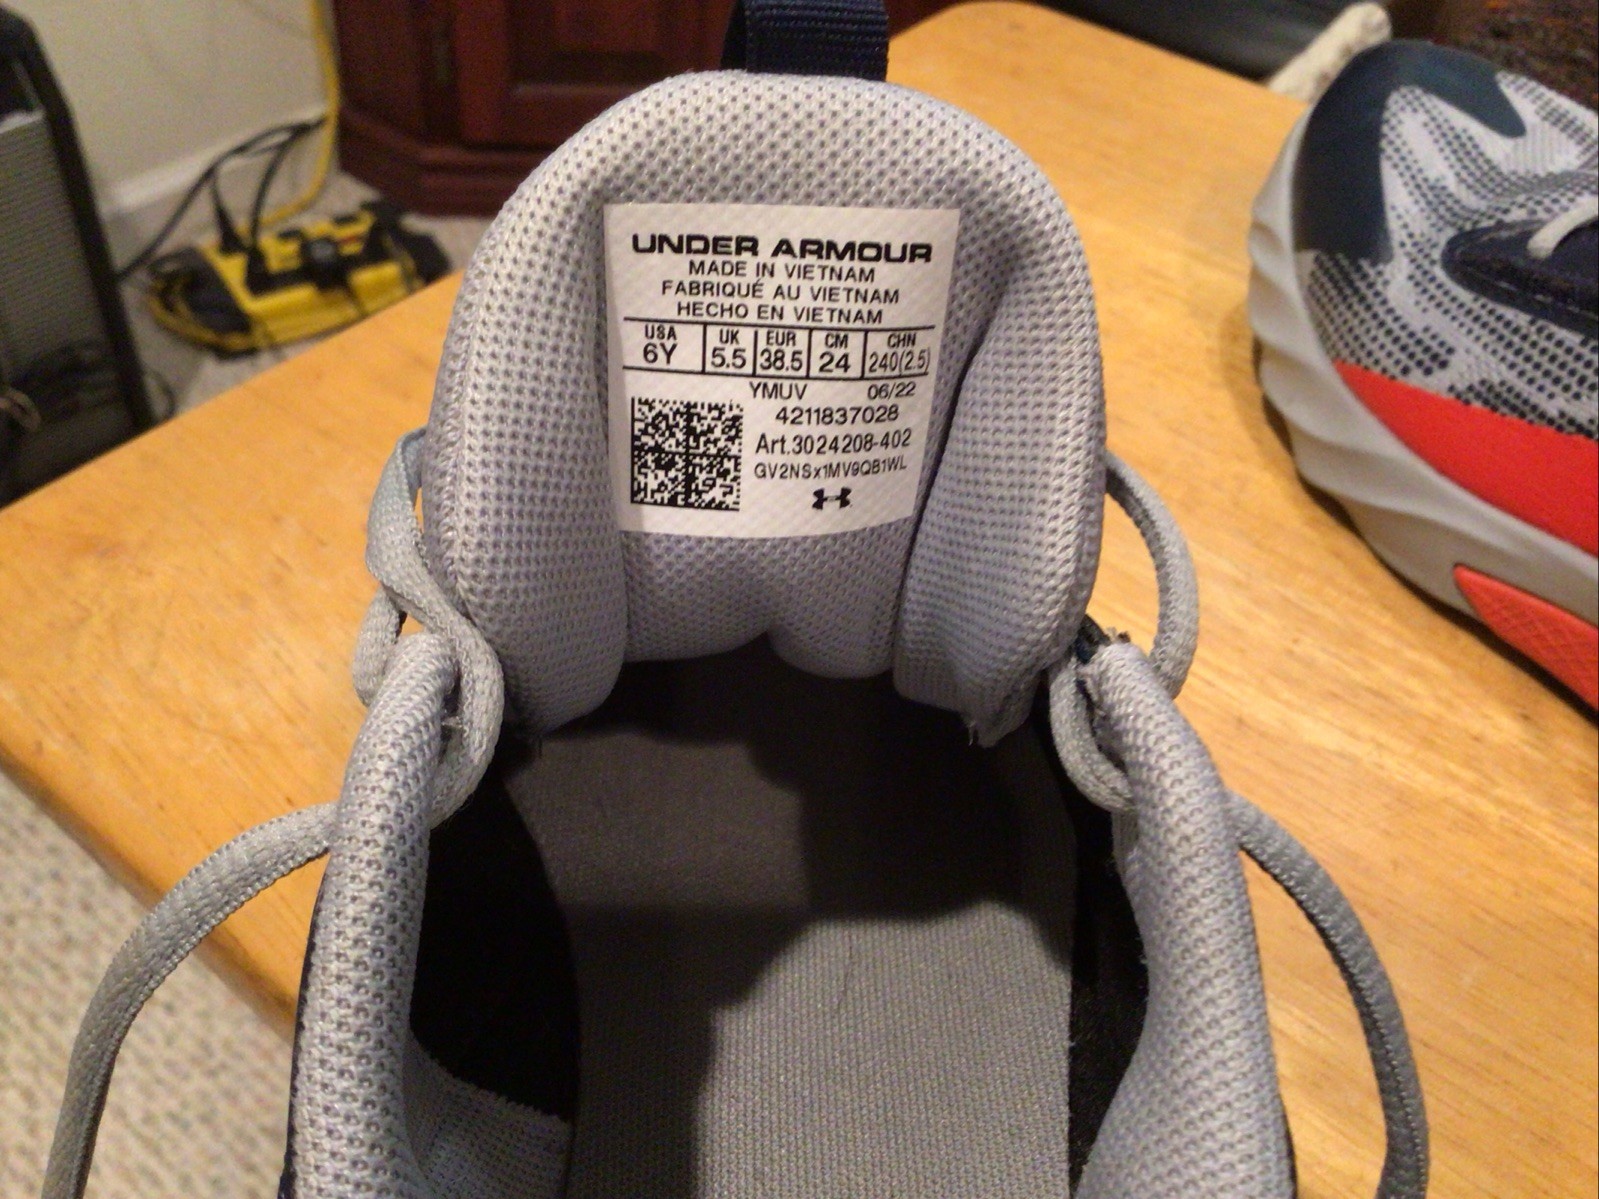 UNDER ARMOUR
MADE IN VIETNAM
FABRIQUÉ AU VIETNAM
HECHO EN VIETNAM
USA UK EUR CM CHN
6Y 5.5 38.5 24 240(2.5)
YMUV 06/22
4211837028
Art.3024208-402
GV2NSx1MV9QB1WL